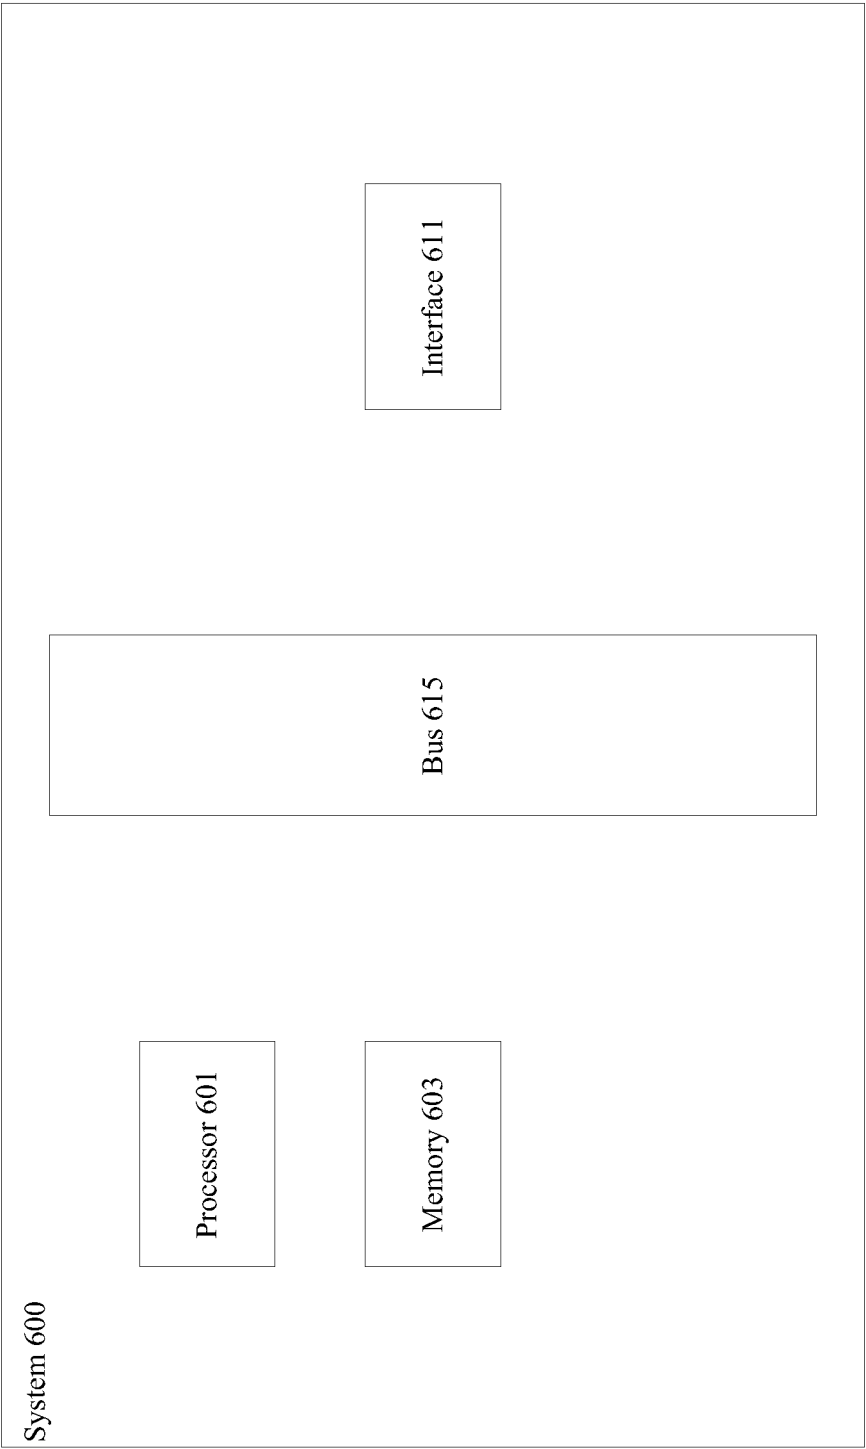 System 600
Processor 601
Memory 603
Bus 615
Interface 611